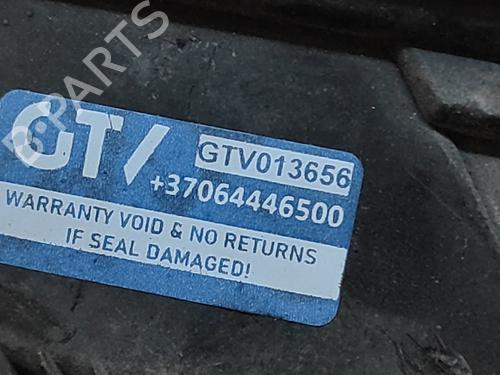 B-PARTS
GTV
GTV013656
+37064446500
WARRANTY VOID & NO RETURNS
IF SEAL DAMAGED!